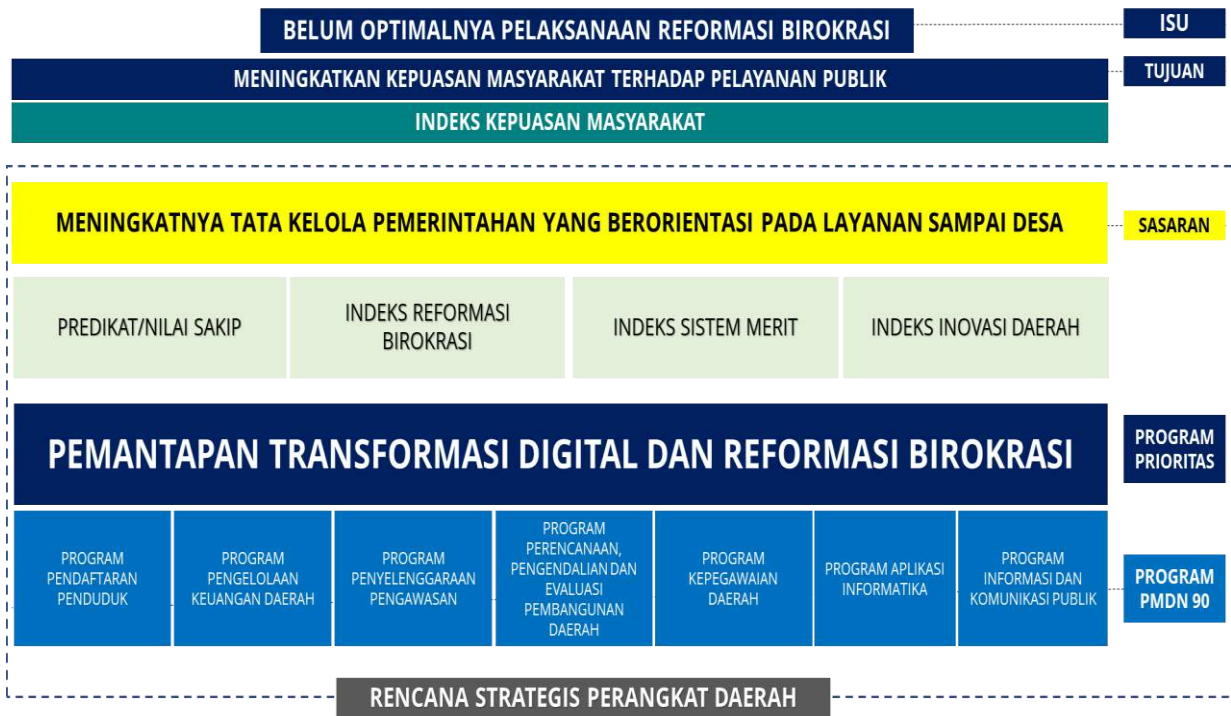 BELUM OPTIMALNYA PELAKSANAAN REFORMASI BIROKRASI
ISU
MENINGKATKAN KEPUASAN MASYARAKAT TERHADAP PELAYANAN PUBLIK
TUJUAN
INDEKS KEPUASAN MASYARAKAT
MENINGKATNYA TATA KELOLA PEMERINTAHAN YANG BERORIENTASI PADA LAYANAN SAMPAI DESA
SASARAN
PREDIKAT/NILAI SAKIP
INDEKS REFORMASI
BIROKRASI
INDEKS SISTEM MERIT
INDEKS INOVASI DAERAH
PEMANTAPAN TRANSFORMASI DIGITAL DAN REFORMASI BIROKRASI
PROGRAM
PRIORITAS
PROGRAM
PENDAFTARAN
PENDUDUK
PROGRAM
PENGELOLAAN
KEUANGAN DAERAH
PROGRAM
PENYELENGGARAAN
PENGAWASAN
PROGRAM
PERENCANAAN,
PENGENDALIAN DAN
EVALUASI
PEMBANGUNAN
DAERAH
PROGRAM
KEPEGAWAIAN
DAERAH
PROGRAM APLIKASI
INFORMATIKA
PROGRAM
INFORMASI DAN
KOMUNIKASI PUBLIK
PROGRAM
PMDN 90
RENCANA STRATEGIS PERANGKAT DAERAH